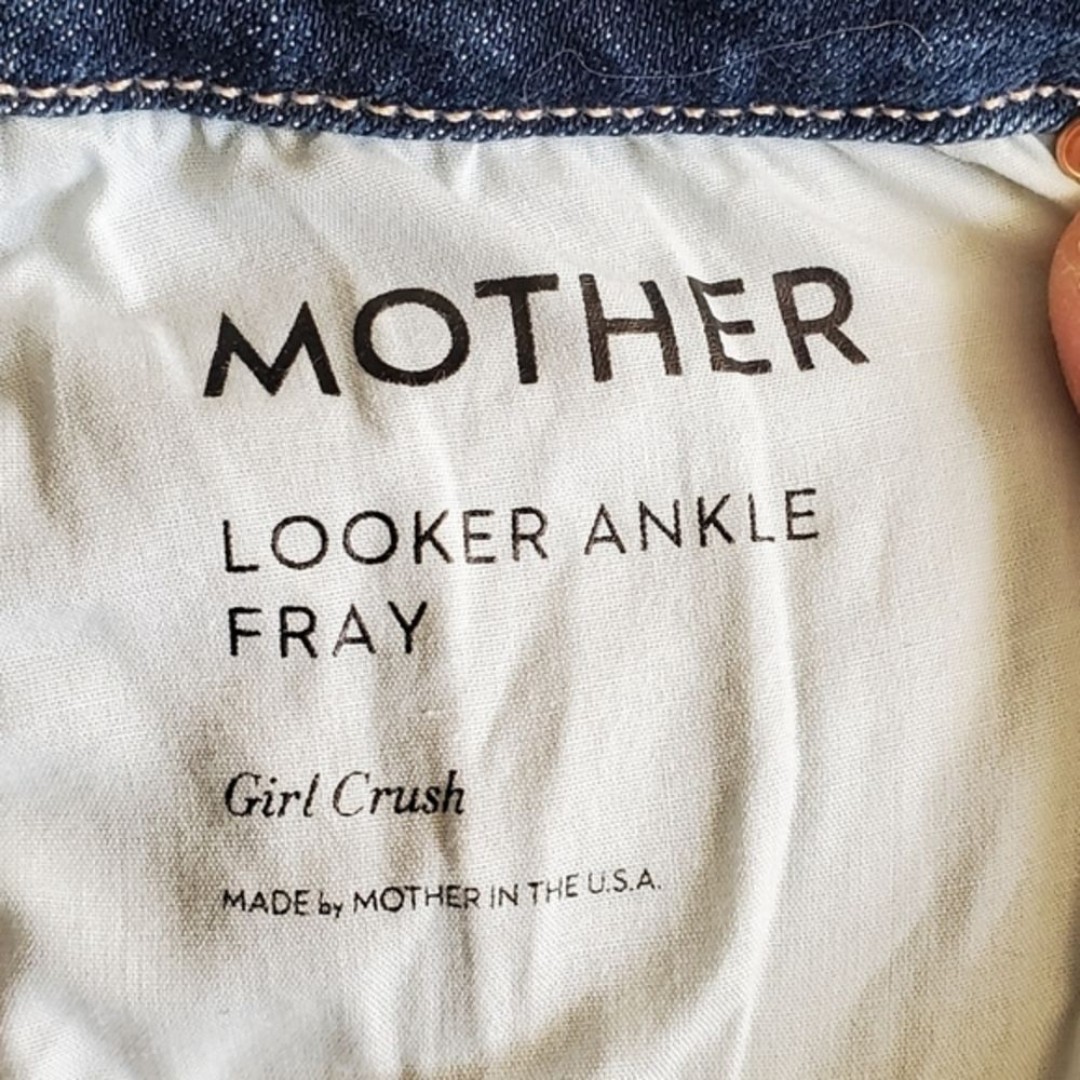 MOTHER
LOOKER ANKLE
FRAY
Girl Crush
MADE by MOTHER IN THE U.S.A.